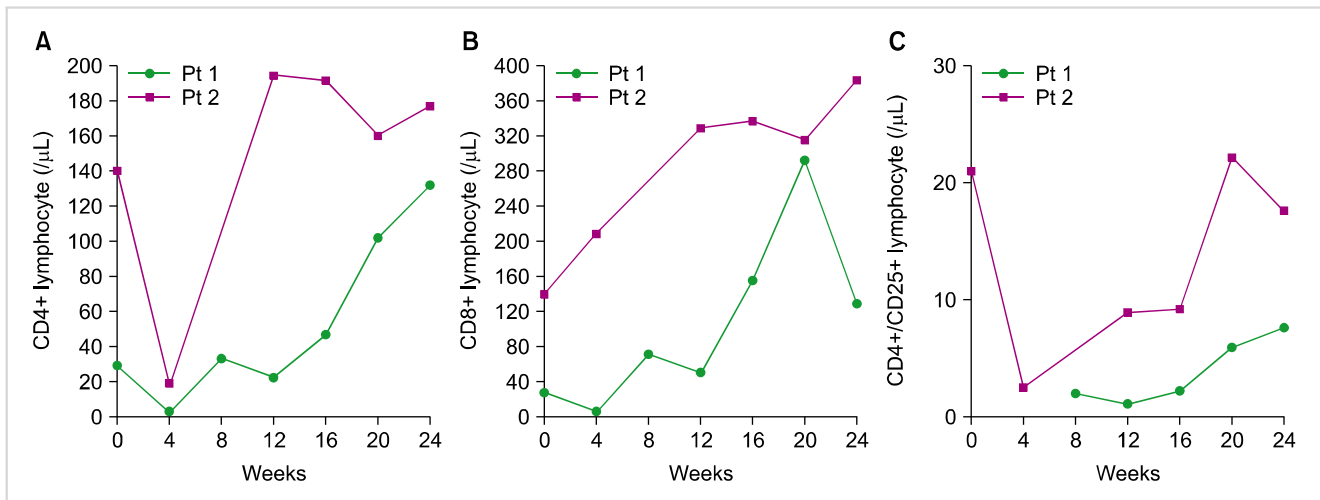 A
CD4+ lymphocyte (/μL)
200
180
160
140
120
100
80
60
40
20
0
Pt 1
Pt 2
0 4 8 12 16 20 24
Weeks
B
CD8+ lymphocyte (/μL)
400
360
320
280
240
200
160
120
80
40
0
Pt 1
Pt 2
0 4 8 12 16 20 24
Weeks
C
CD4+/CD25+ lymphocyte (/μL)
30
20
10
0
Pt 1
Pt 2
0 4 8 12 16 20 24
Weeks